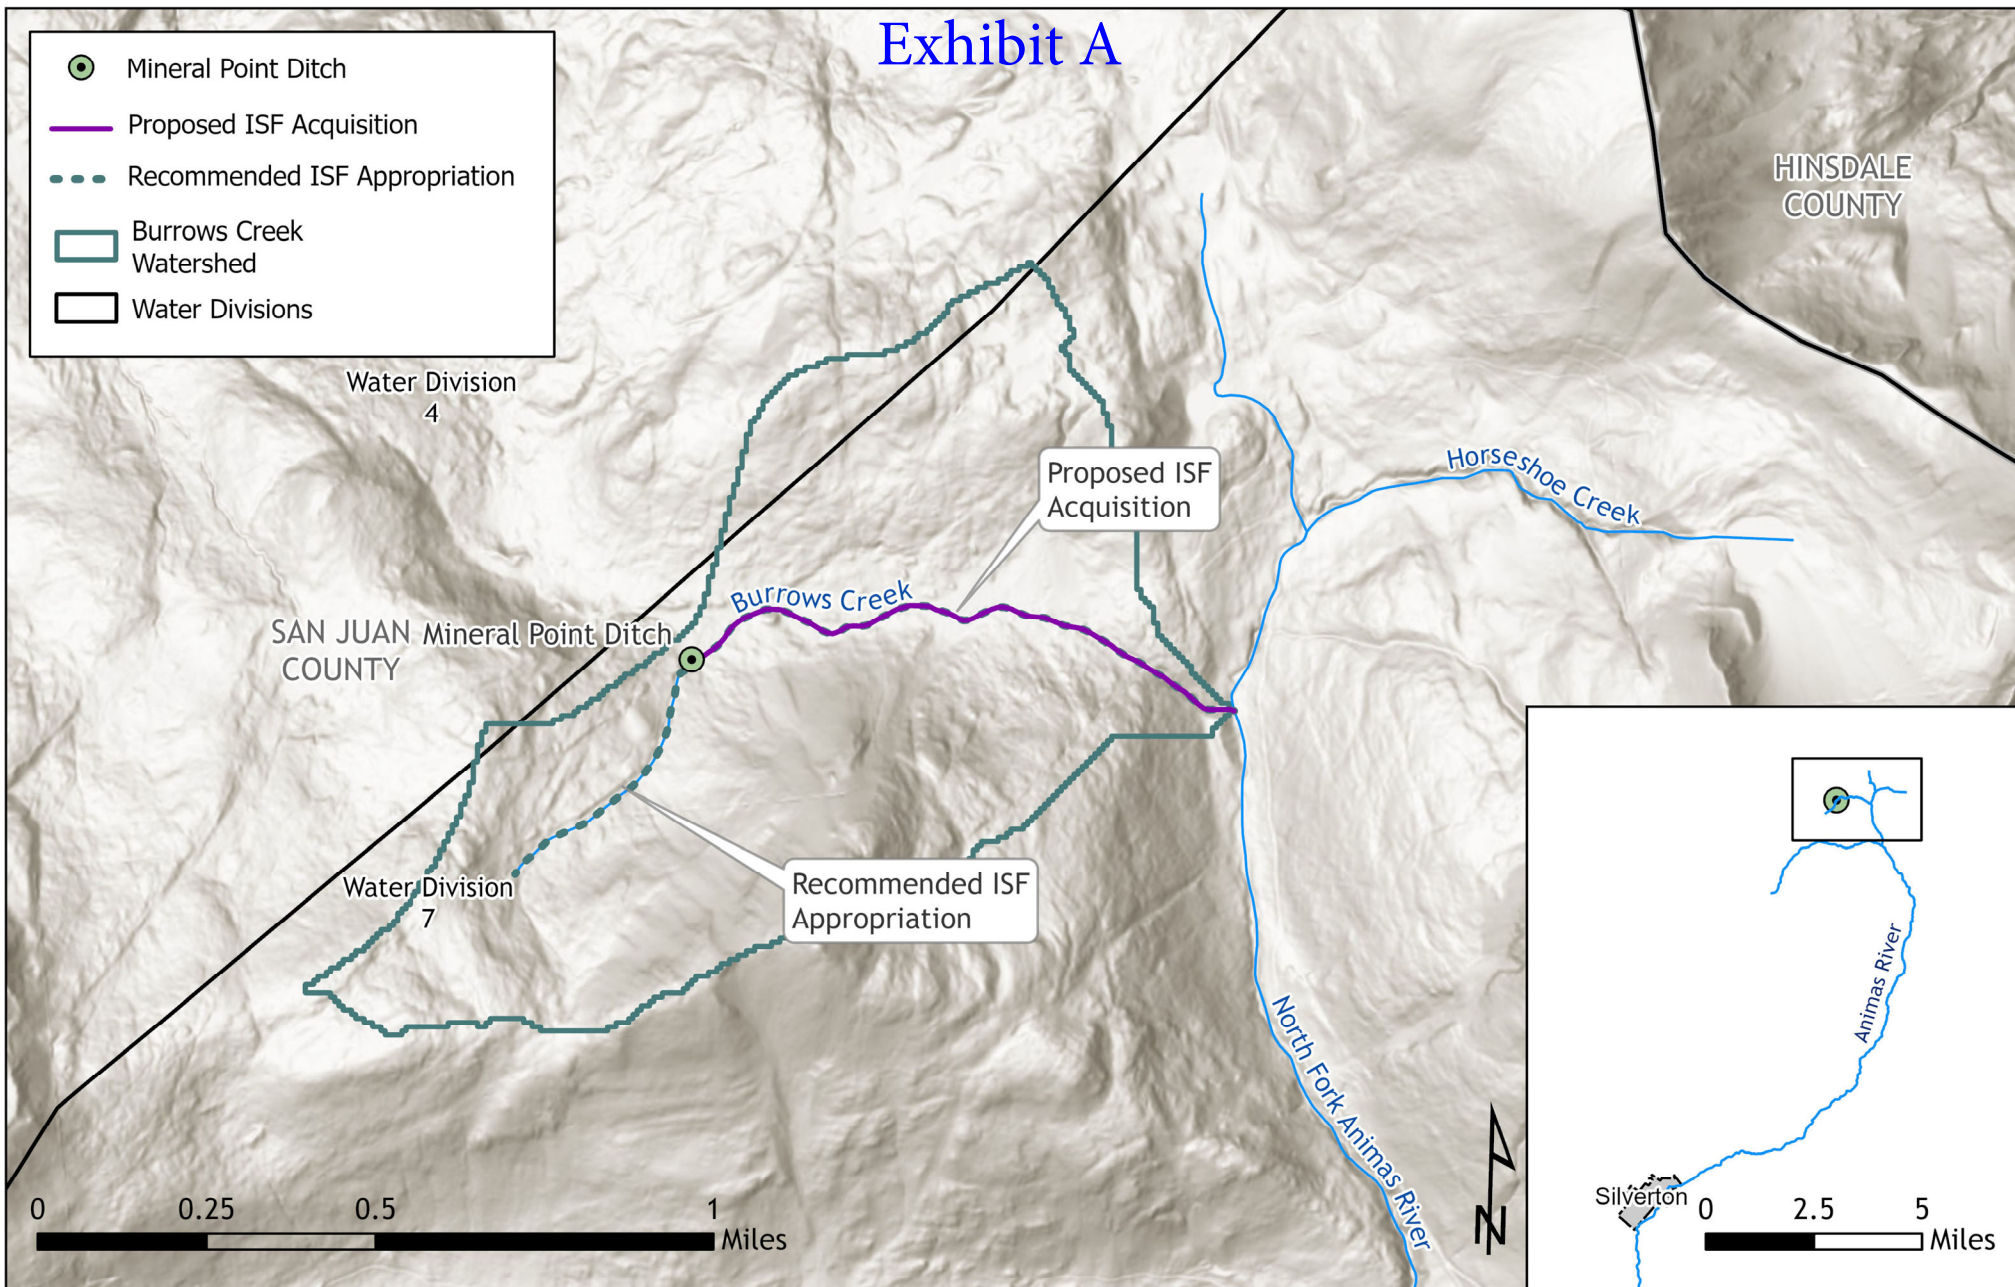 Exhibit A
Mineral Point Ditch
Proposed ISF Acquisition
Recommended ISF Appropriation
Burrows Creek
Watershed
Water Divisions
HINSDALE
COUNTY
Water Division
4
Proposed ISF
Acquisition
Horseshoe Creek
Burrows Creek
SAN JUAN
COUNTY
Mineral Point Ditch
Water Division
7
Recommended ISF
Appropriation
North Fork Animas River
Animas River
Silverton
0 0.25 0.5 1
Miles
N
0 2.5 5
Miles